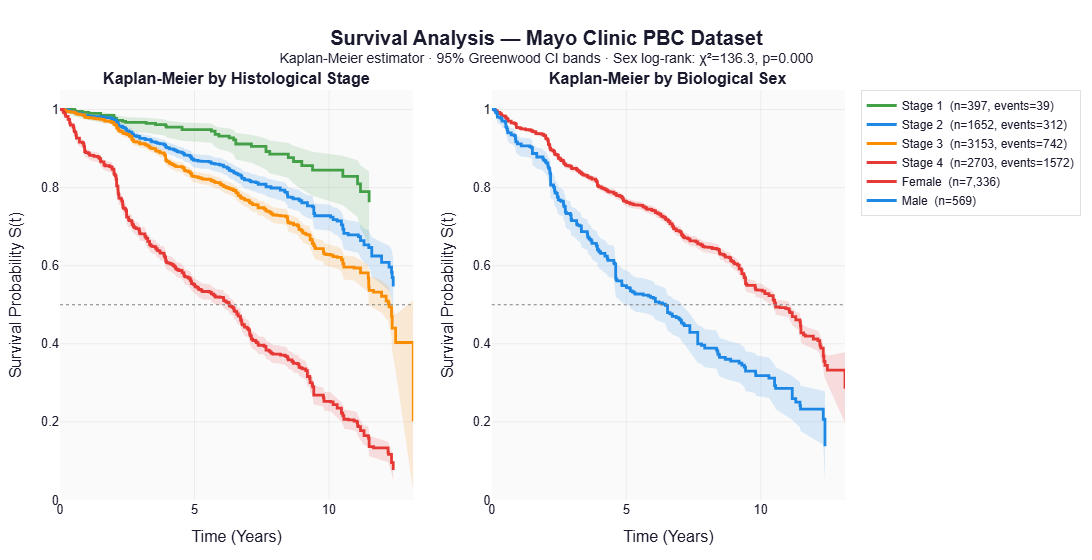 Survival Analysis — Mayo Clinic PBC Dataset
Kaplan-Meier estimator · 95% Greenwood CI bands · Sex log-rank: χ²=136.3, p=0.000
Kaplan-Meier by Histological Stage
Survival Probability S(t)
1
0.8
0.6
0.4
0.2
0
0
5
10
Time (Years)
Kaplan-Meier by Biological Sex
Survival Probability S(t)
1
0.8
0.6
0.4
0.2
0
0
5
10
Time (Years)
Stage 1 (n=397, events=39)
Stage 2 (n=1652, events=312)
Stage 3 (n=3153, events=742)
Stage 4 (n=2703, events=1572)
Female (n=7,336)
Male (n=569)